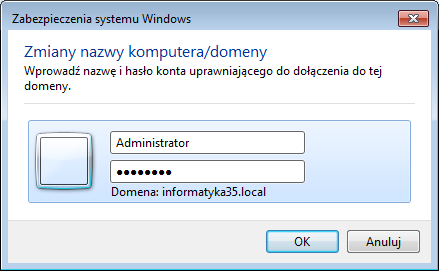 Zabezpieczenia systemu Windows
Zmiany nazwy komputera/domeny
Wprowadź nazwę i hasło konta uprawniającego do dołączenia do tej
domeny.
Administrator
●●●●●●●●
Domena: informatyka35.local
OK Anuluj